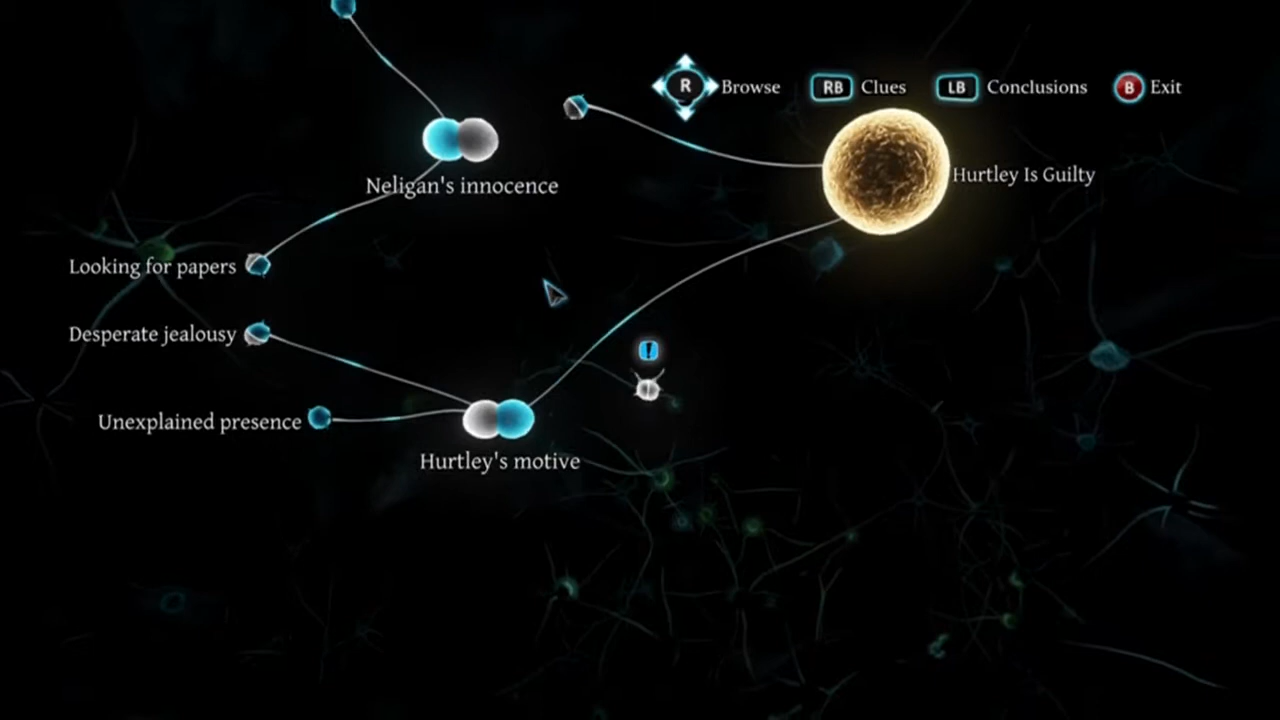 R Browse RB Clues LB Conclusions B Exit
Hurtley Is Guilty
Neligan's innocence
Looking for papers
Desperate jealousy
!
Unexplained presence
Hurtley's motive